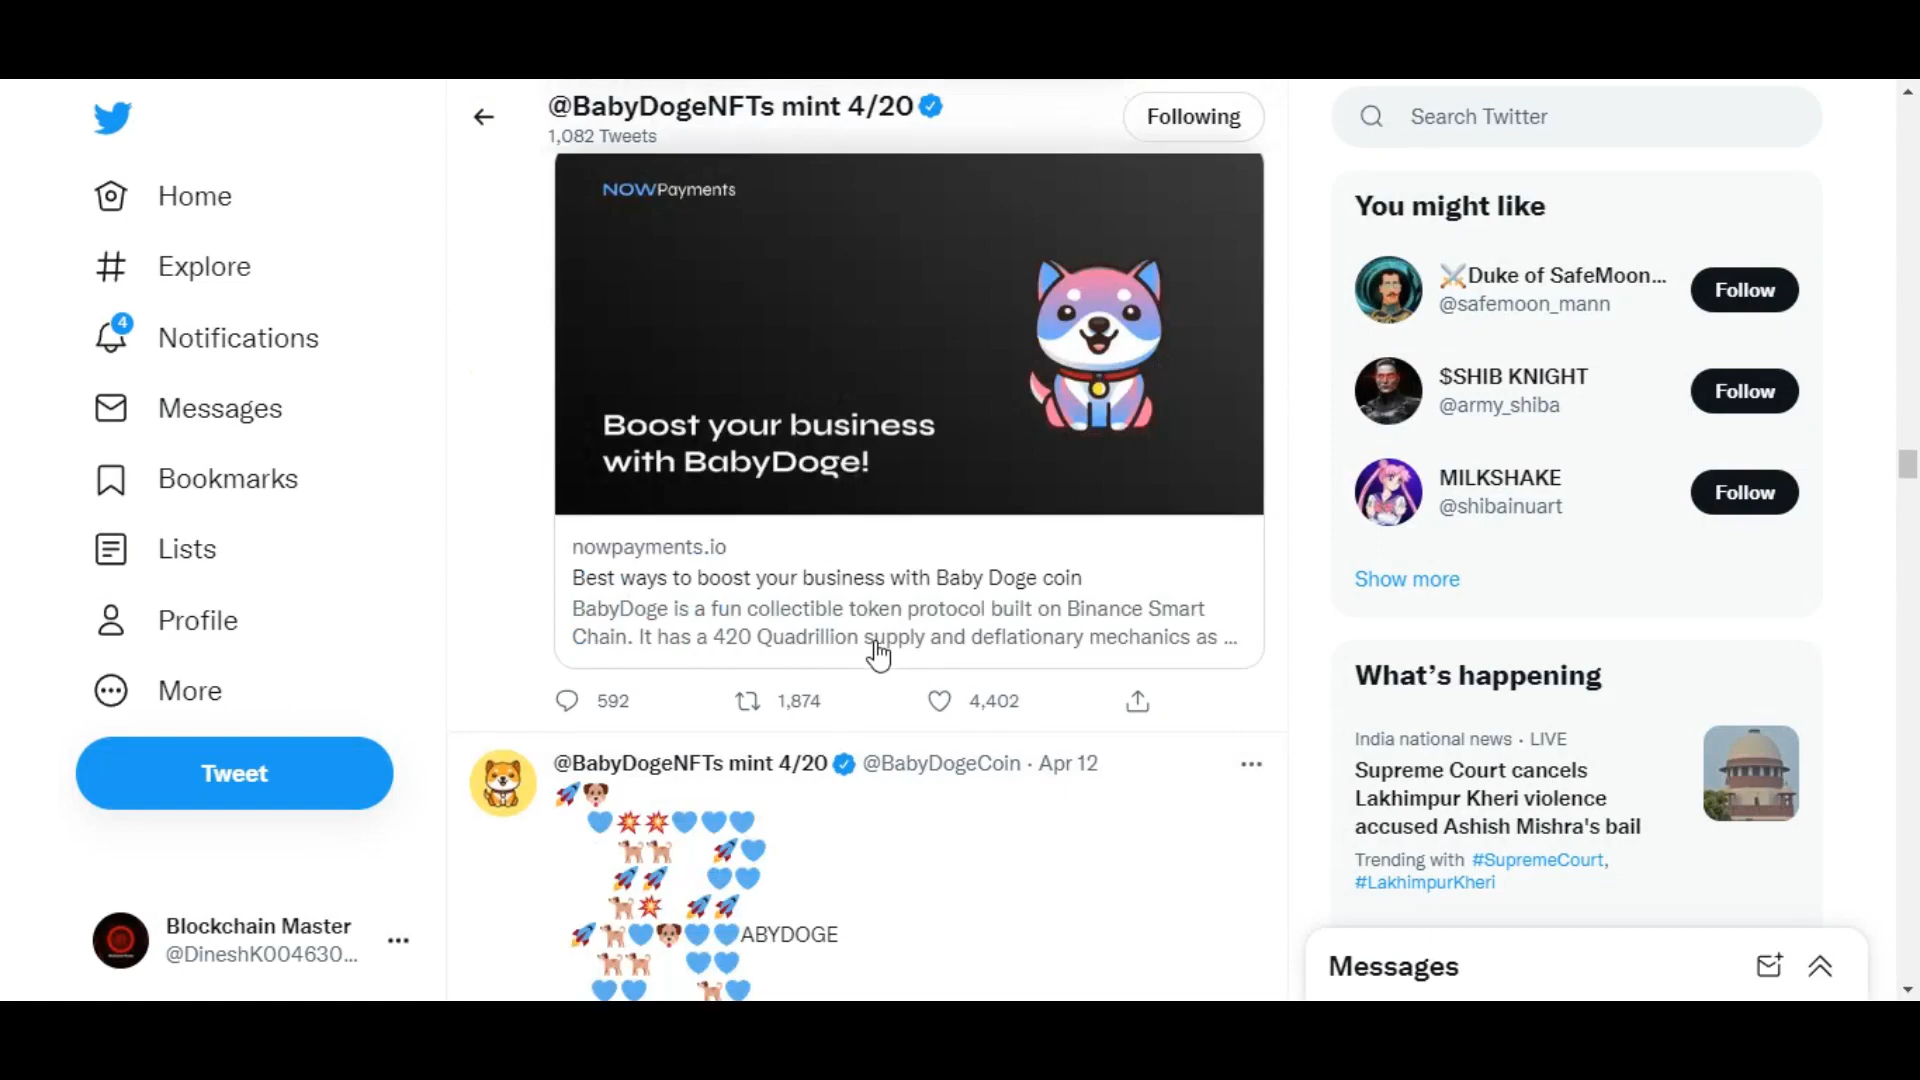 Home
Explore
4
Notifications
Messages
Bookmarks
Lists
Profile
More
Tweet
Blockchain Master
@DineshK004630...
@BabyDogeNFTs mint 4/20
1,082 Tweets
Following
NOWPayments
Boost your business
with BabyDoge!
nowpayments.io
Best ways to boost your business with Baby Doge coin
BabyDoge is a fun collectible token protocol built on Binance Smart
Chain. It has a 420 Quadrillion supply and deflationary mechanics as ...
592
1,874
4,402
@BabyDogeNFTs mint 4/20 @BabyDogeCoin · Apr 12
ABYDOGE
Search Twitter
You might like
Duke of SafeMoon...
@safemoon_mann
Follow
$SHIB KNIGHT
@army_shiba
Follow
MILKSHAKE
@shibainuart
Follow
Show more
What's happening
India national news · LIVE
Supreme Court cancels
Lakhimpur Kheri violence
accused Ashish Mishra's bail
Trending with #SupremeCourt,
#LakhimpurKheri
Messages